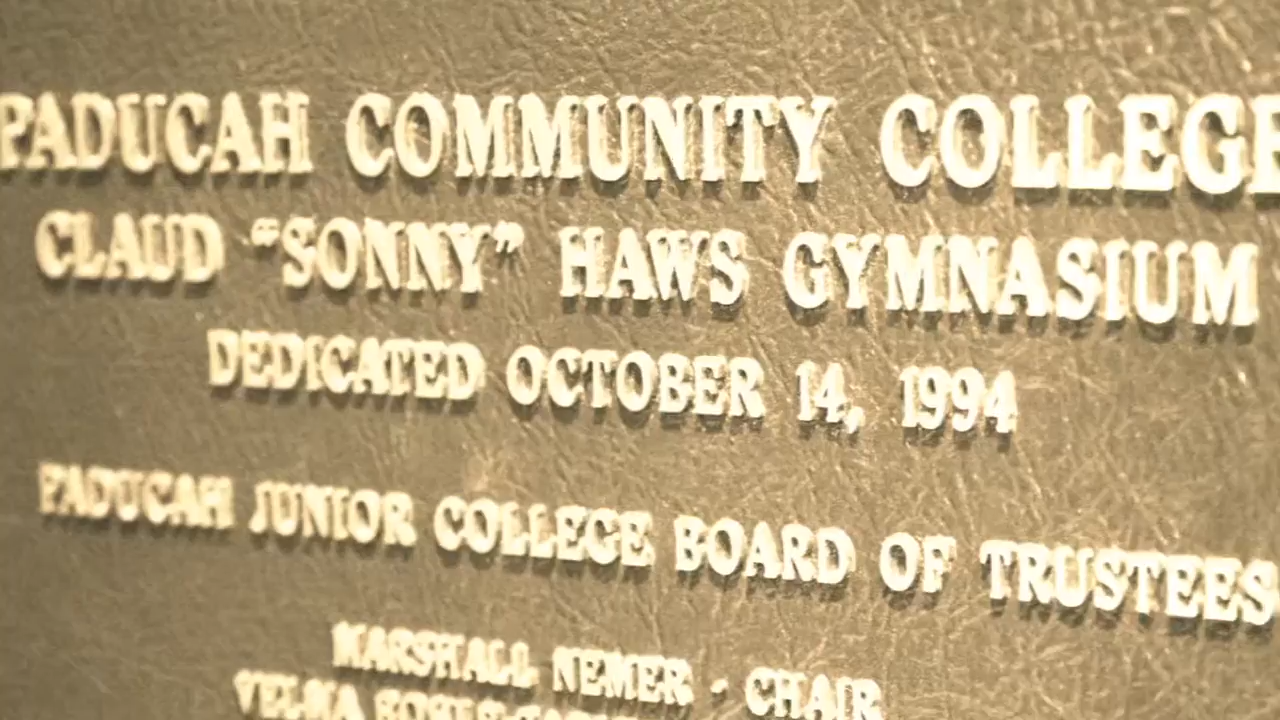 PADUCAH COMMUNITY COLLEGE
CLAUD “SONNY” HAWS GYMNASIUM
DEDICATED OCTOBER 14, 1994
PADUCAH JUNIOR COLLEGE BOARD OF TRUSTEES
MARSHALL NEMER - CHAIR
VELMA